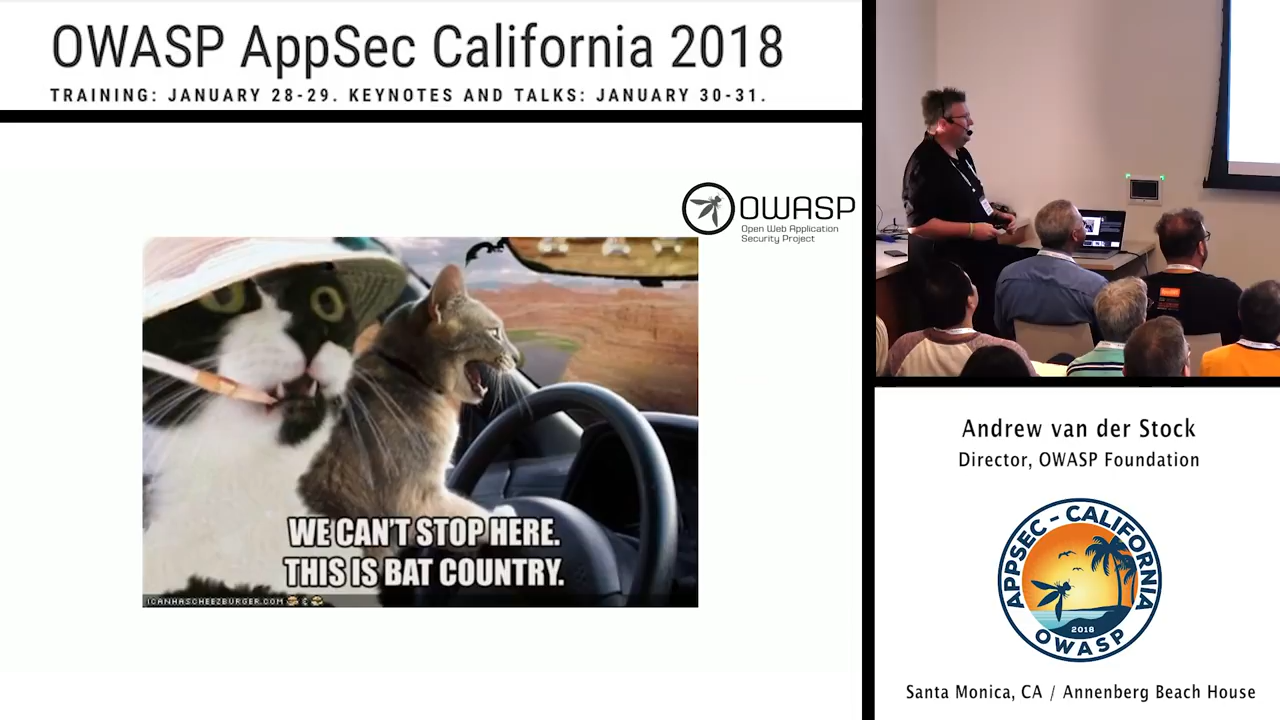 OWASP AppSec California 2018
TRAINING: JANUARY 28-29. KEYNOTES AND TALKS: JANUARY 30-31.
OWASP
Open Web Application
Security Project
WE CAN'T STOP HERE.
THIS IS BAT COUNTRY.
ICANHASCHEEZBURGER.COM
Andrew van der Stock
Director, OWASP Foundation
APPSEC - CALIFORNIA
2018
OWASP
Santa Monica, CA / Annenberg Beach House